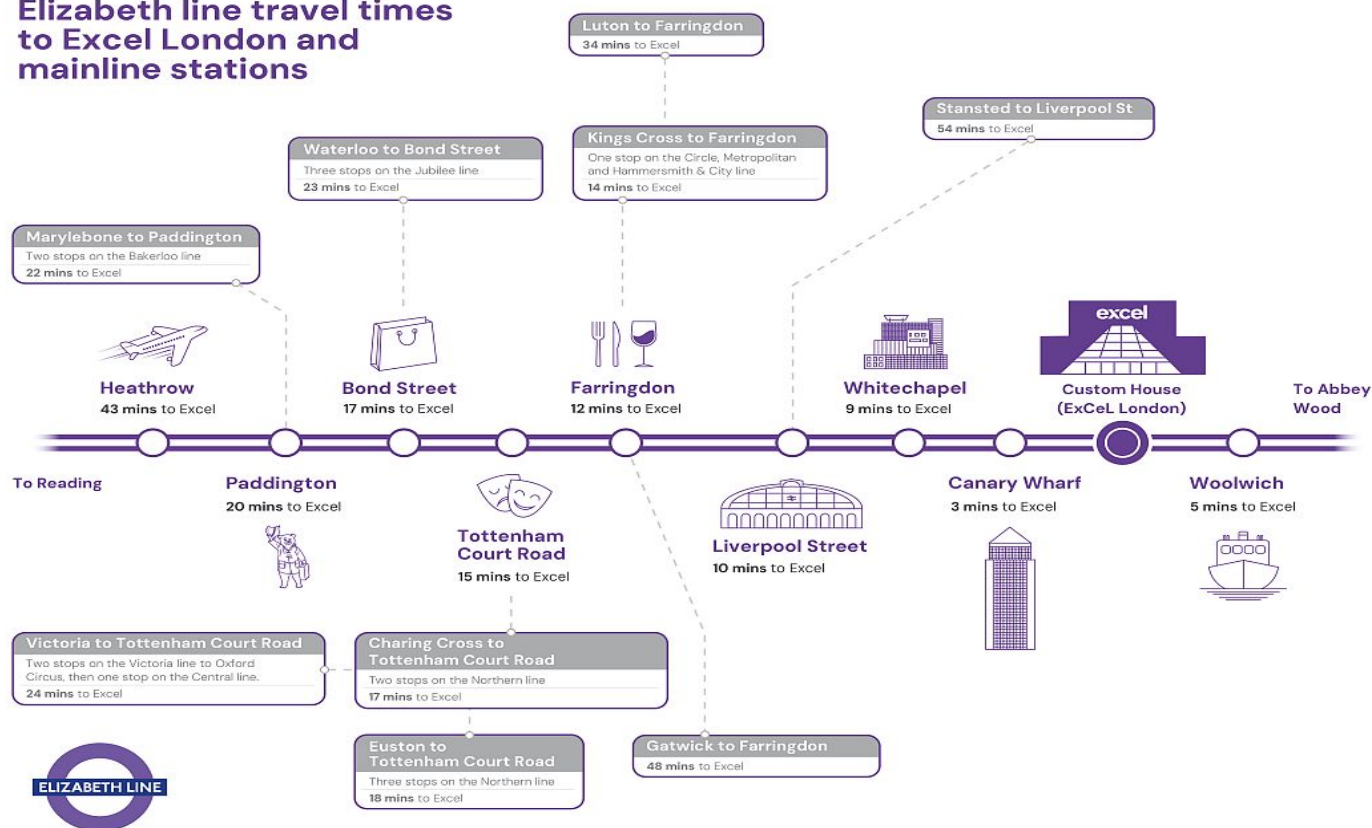 Elizabeth line travel times
to Excel London and
mainline stations
Luton to Farringdon
34 mins to Excel
Stansted to Liverpool St
54 mins to Excel
Kings Cross to Farringdon
One stop on the Circle, Metropolitan
and Hammersmith & City line
14 mins to Excel
Waterloo to Bond Street
Three stops on the Jubilee line
23 mins to Excel
Marylebone to Paddington
Two stops on the Bakerloo line
22 mins to Excel
excel
Heathrow
43 mins to Excel
Bond Street
17 mins to Excel
Farringdon
12 mins to Excel
Whitechapel
9 mins to Excel
Custom House
(ExCeL London)
To Abbey
Wood
To Reading
Paddington
20 mins to Excel
Tottenham
Court Road
15 mins to Excel
Liverpool Street
10 mins to Excel
Canary Wharf
3 mins to Excel
Woolwich
5 mins to Excel
Victoria to Tottenham Court Road
Two stops on the Victoria line to Oxford
Circus, then one stop on the Central line.
24 mins to Excel
Charing Cross to
Tottenham Court Road
Two stops on the Northern line
17 mins to Excel
Euston to
Tottenham Court Road
Three stops on the Northern line
18 mins to Excel
Gatwick to Farringdon
48 mins to Excel
ELIZABETH LINE